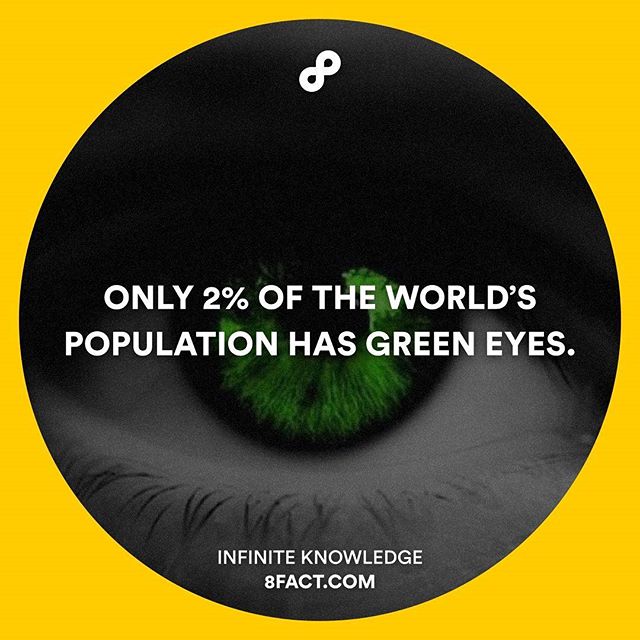 ONLY 2% OF THE WORLD'S
POPULATION HAS GREEN EYES.
INFINITE KNOWLEDGE
8FACT.COM